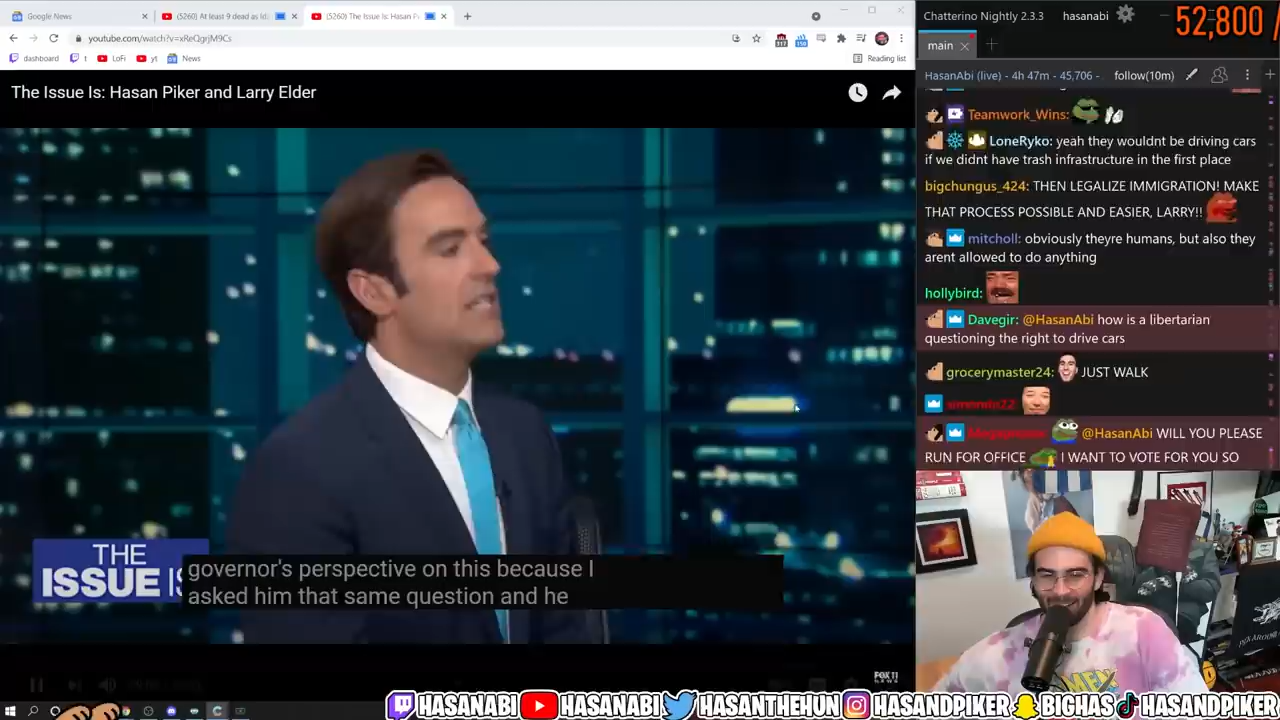 Google News
(5260) At least 9 dead as Id
(5260) The Issue Is: Hasan P
youtube.com/watch?v=xReQgrjM9Cs
dashboard
t
LoFi
yt
News
Reading list
The Issue Is: Hasan Piker and Larry Elder
THE
ISSUE IS
governor's perspective on this because I
asked him that same question and he
FOX 11
Chatterino Nightly 2.3.3
hasanabi
52,800 /
main
HasanAbi (live) - 4h 47m - 45,706 -
follow(10m)
Teamwork_Wins:
LoneRyko: yeah they wouldnt be driving cars
if we didnt have trash infrastructure in the first place
bigchungus_424: THEN LEGALIZE IMMIGRATION! MAKE
THAT PROCESS POSSIBLE AND EASIER, LARRY!!
mitcholl: obviously theyre humans, but also they
arent allowed to do anything
hollybird:
Davegir: @HasanAbi how is a libertarian
questioning the right to drive cars
grocerymaster24: JUST WALK
@HasanAbi WILL YOU PLEASE
RUN FOR OFFICE I WANT TO VOTE FOR YOU SO
HASANABI
HASANABI
HASANTHEHUN
HASANDPIKER
BIGHAS
HASANDPIKER